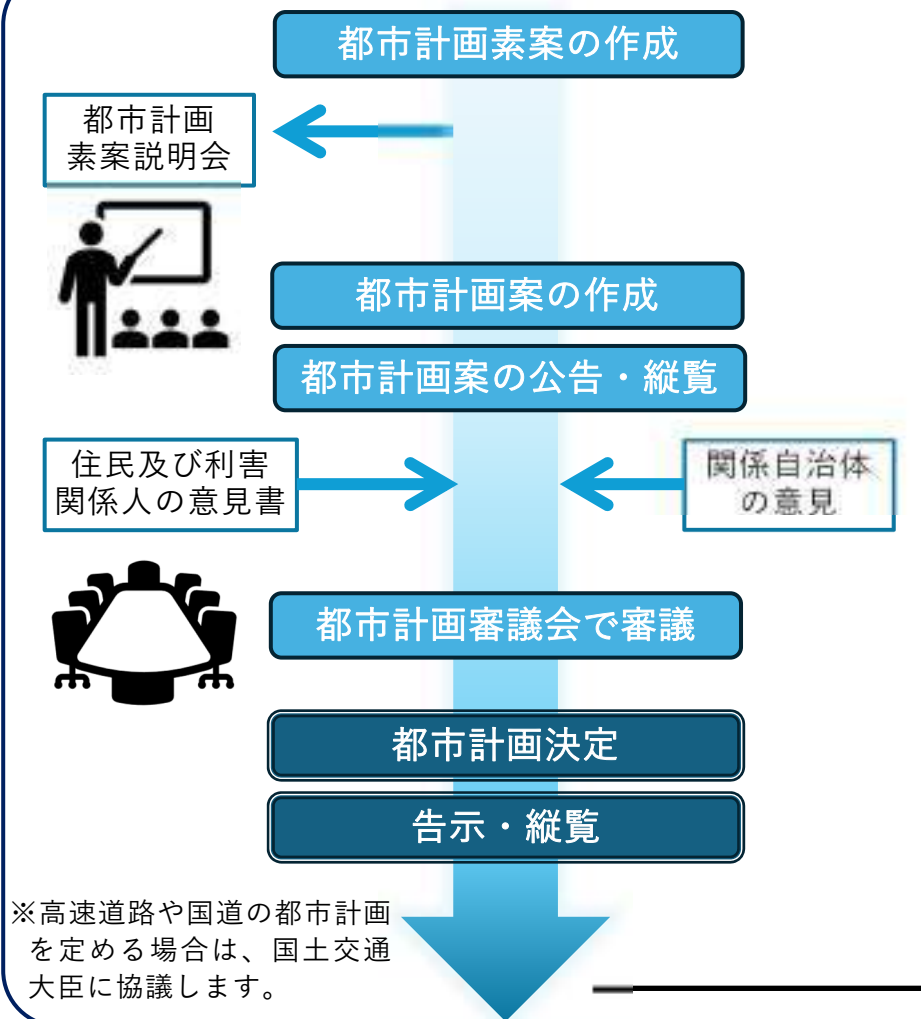 都市計画素案の作成
都市計画
素案説明会
都市計画案の作成
都市計画案の公告・縦覧
住民及び利害
関係人の意見書
関係自治体
の意見
都市計画審議会で審議
都市計画決定
告示・縦覧
※高速道路や国道の都市計画
を定める場合は、国土交通
大臣に協議します。